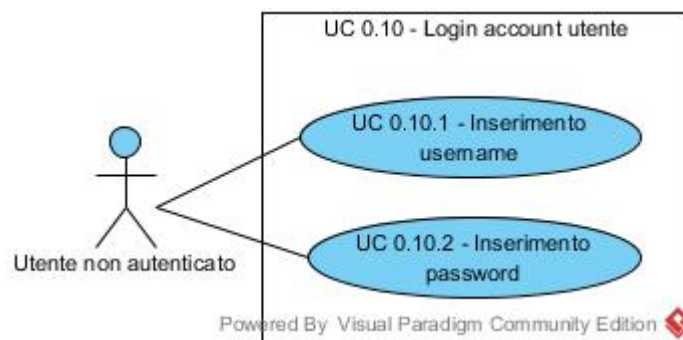 UC 0.10 - Login account utente
UC 0.10.1 - Inserimento
username
Utente non autenticato
UC 0.10.2 - Inserimento
password
Powered By Visual Paradigm Community Edition